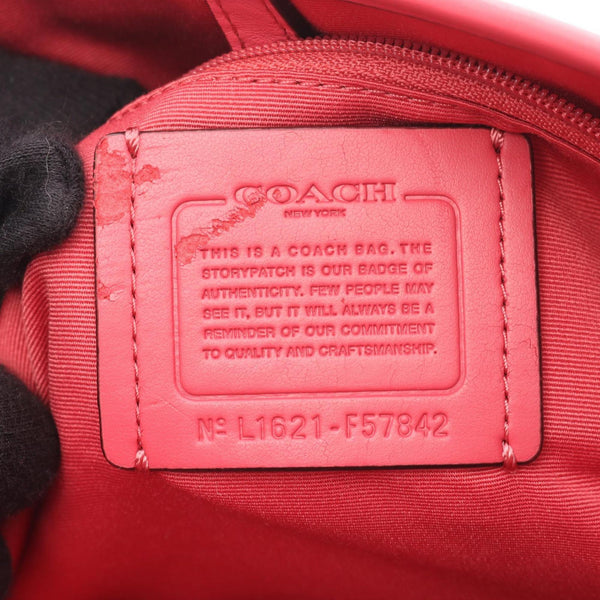 COACH
NEW YORK
THIS IS A COACH BAG. THE
STORYPATCH IS OUR BADGE OF
AUTHENTICITY. FEW PEOPLE MAY
SEE IT, BUT IT WILL ALWAYS BE A
REMINDER OF OUR COMMITMENT
TO QUALITY AND CRAFTSMANSHIP.
Nº L1621-F57842